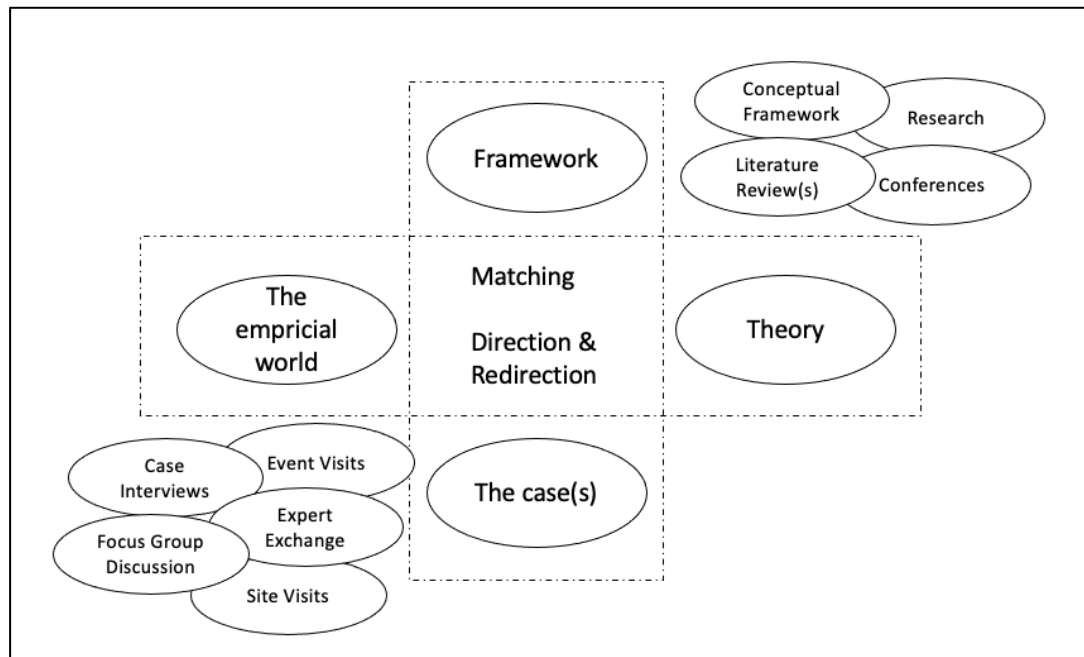 Framework
Conceptual
Framework
Research
Literature
Review(s)
Conferences
The
empricial
world
Matching
Direction &
Redirection
Theory
Case
Interviews
Event Visits
Expert
Exchange
Focus Group
Discussion
Site Visits
The case(s)